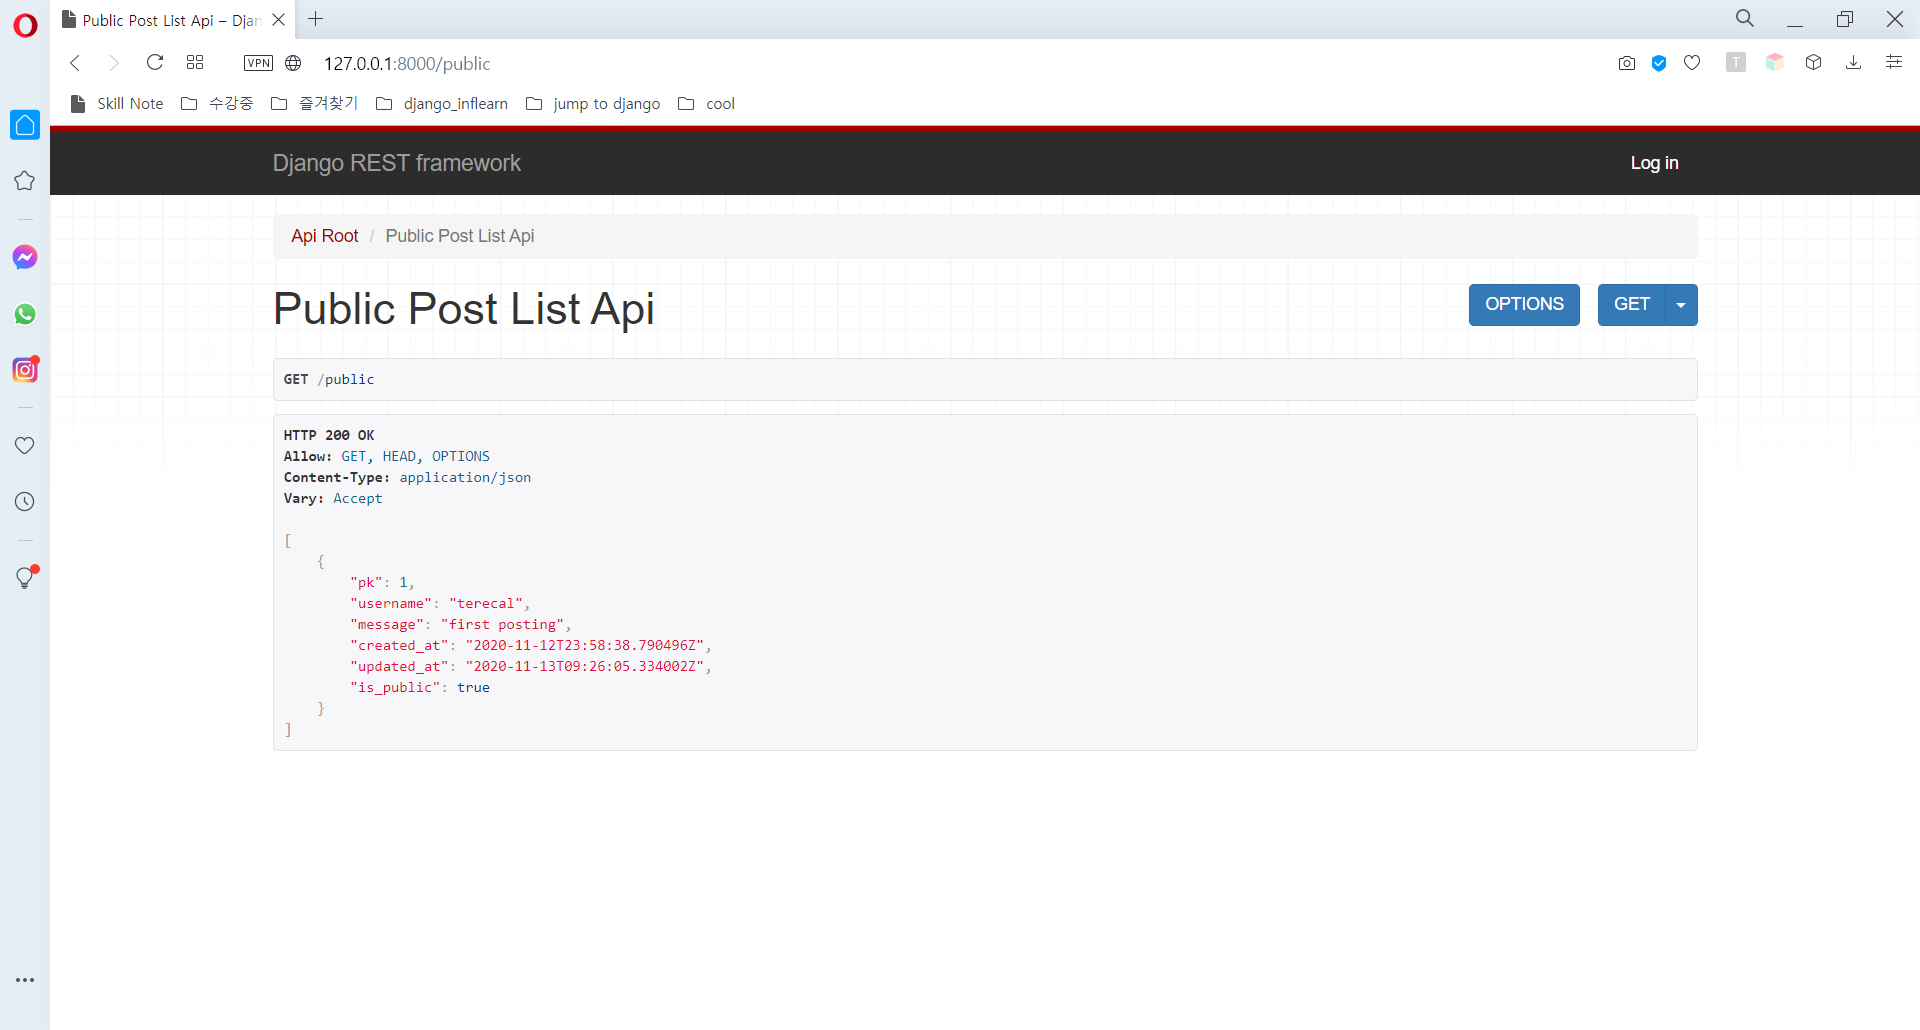 Public Post List Api – Djan
VPN 127.0.0.1:8000/public
T
Skill Note 수강중 즐겨찾기 django_inflearn jump to django cool
Django REST framework Log in
Api Root / Public Post List Api
Public Post List Api OPTIONS GET
GET /public
HTTP 200 OK
Allow: GET, HEAD, OPTIONS
Content-Type: application/json
Vary: Accept
[
    {
        "pk": 1,
        "username": "terecal",
        "message": "first posting",
        "created_at": "2020-11-12T23:58:38.790496Z",
        "updated_at": "2020-11-13T09:26:05.334002Z",
        "is_public": true
    }
]